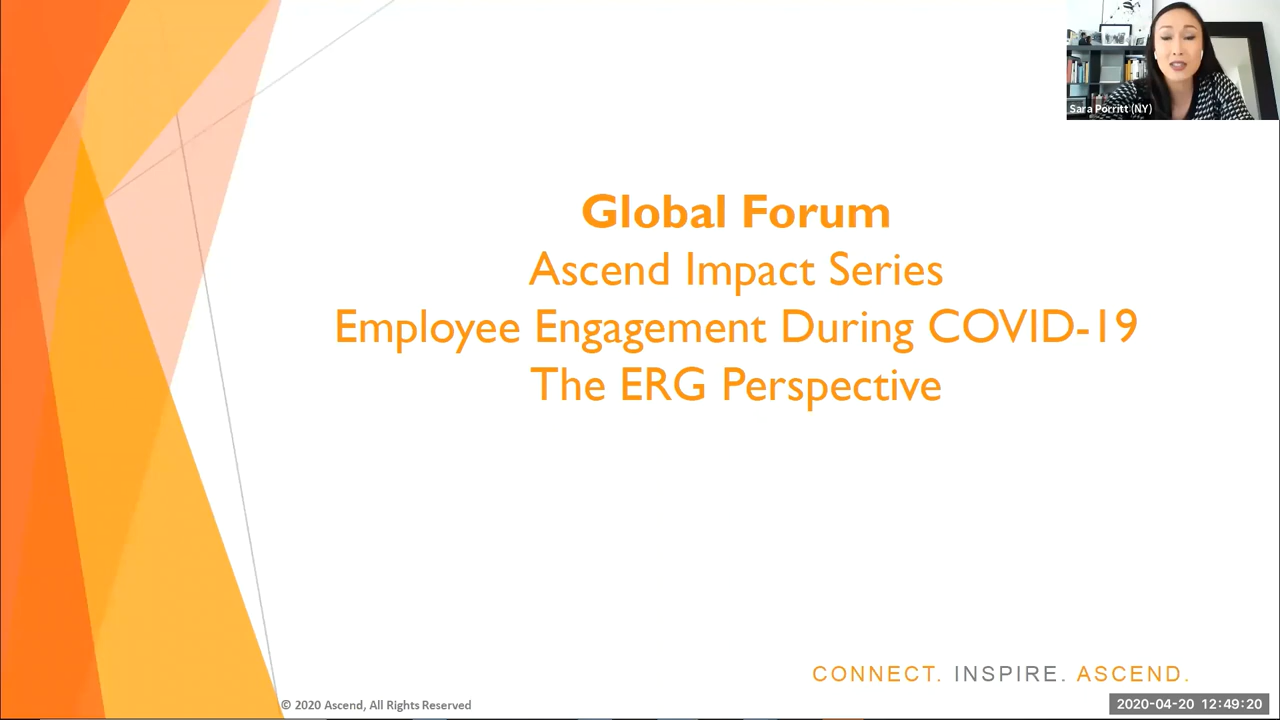 Sara Porritt (NY)
Global Forum
Ascend Impact Series
Employee Engagement During COVID-19
The ERG Perspective
CONNECT. INSPIRE. ASCEND.
© 2020 Ascend, All Rights Reserved
2020-04-20 12:49:20